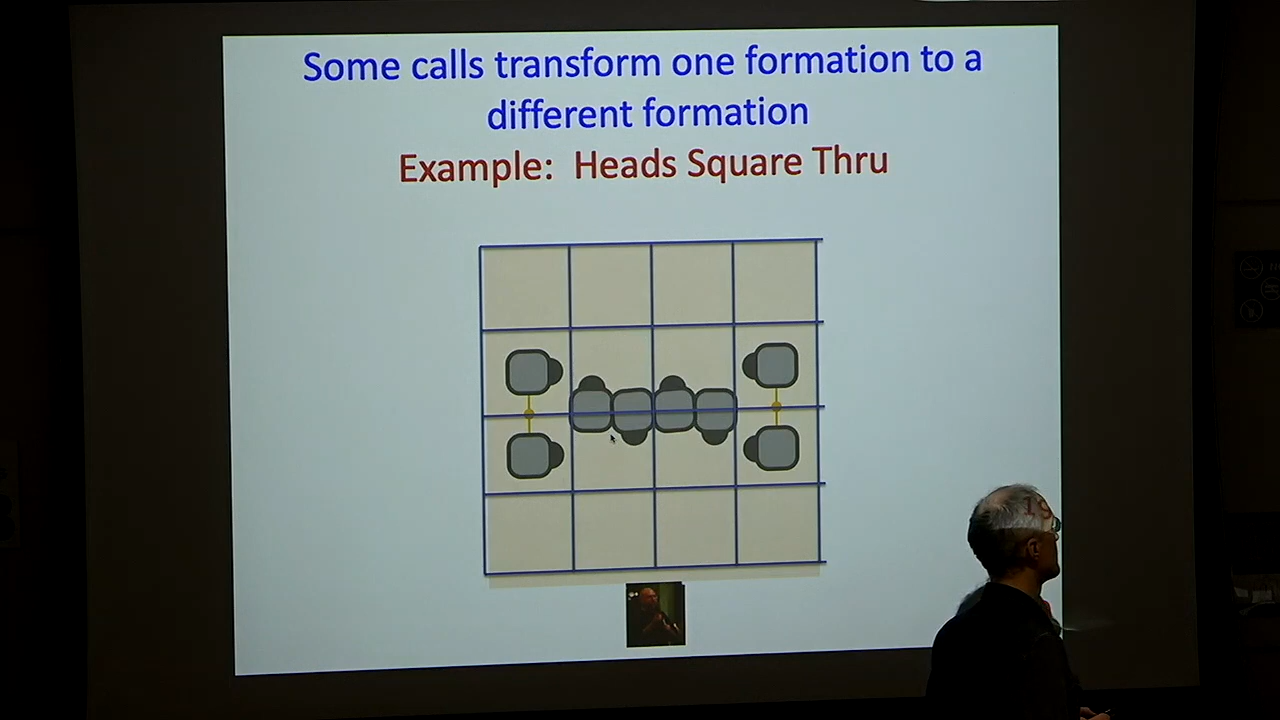 Some calls transform one formation to a
different formation
Example: Heads Square Thru